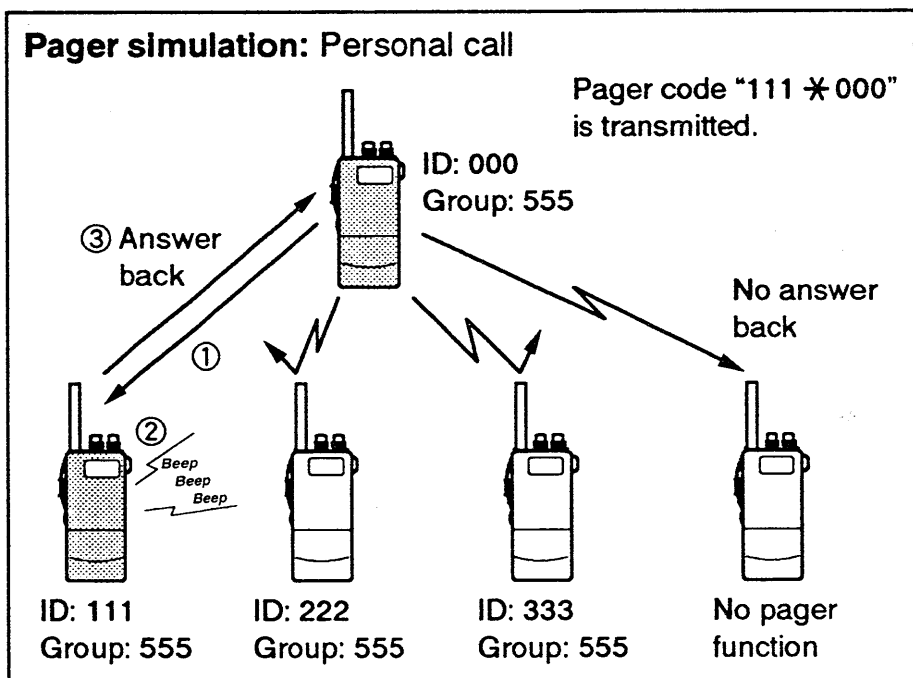 Pager simulation: Personal call
Pager code “111 ✳ 000”
is transmitted.
ID: 000
Group: 555
③ Answer
back
No answer
back
①
②
Beep
Beep
Beep
ID: 111
Group: 555
ID: 222
Group: 555
ID: 333
Group: 555
No pager
function